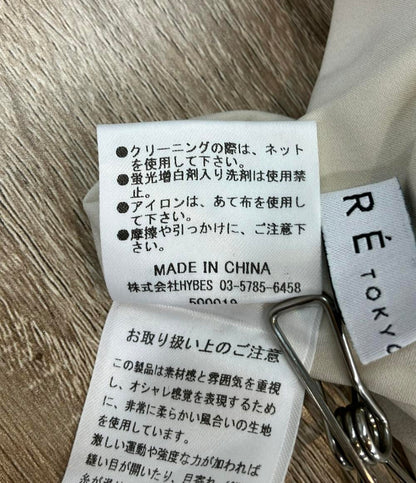 ●クリーニングの際は、ネット
を使用して下さい。
●蛍光増白剤入り洗剤は使用禁
止。
●アイロンは、あて布を使用し
て下さい。
●摩擦や引っかけに、ご注意下
さい。
MADE IN CHINA
株式会社HYBES 03-5785-6458
500019
RÉ
TOKYO
お取り扱い上のご注意
この製品は素材感と雰囲気を重視
し、オシャレ感覚を表現するため
に、非常に柔らかい風合いの生地
を使用しています。
激しい運動や強度な力が加われば
縫い目が開いたり、目寄れ